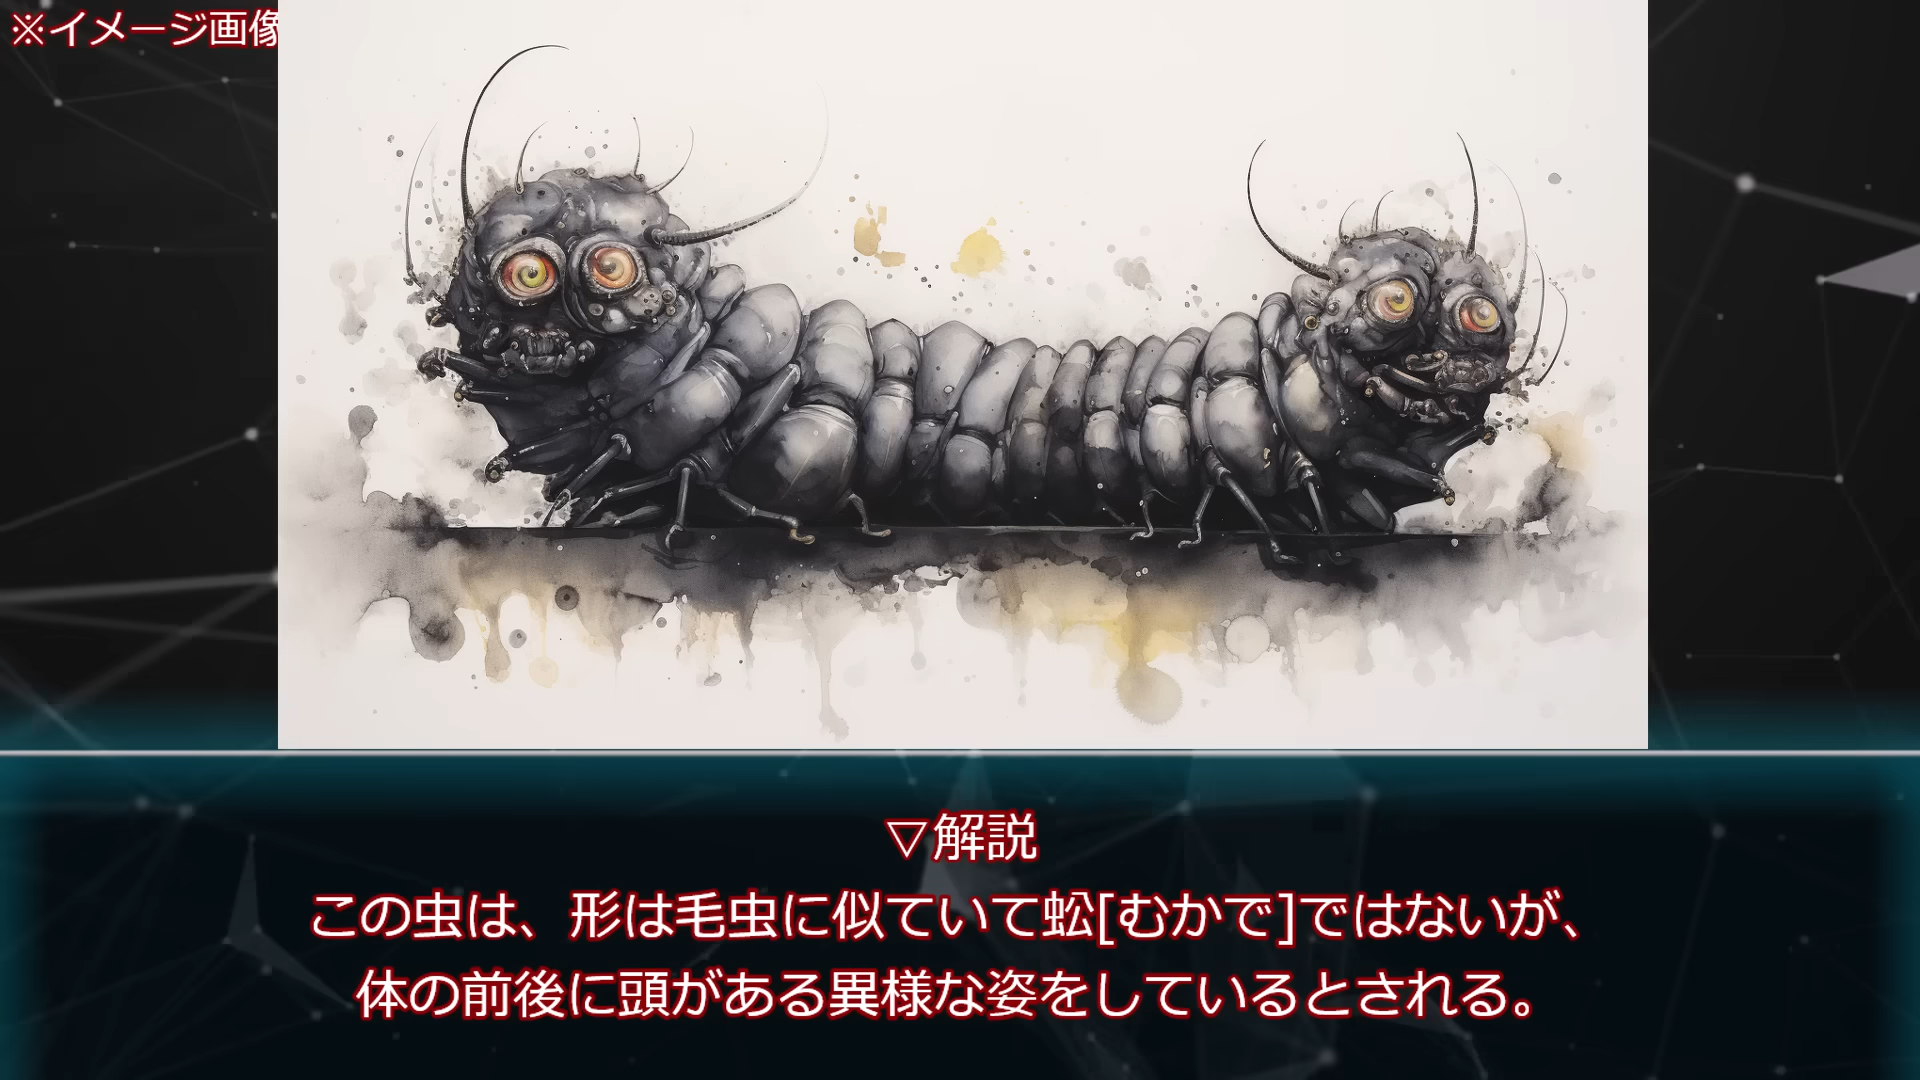 ※イメージ画像
▽解説
この虫は、形は毛虫に似ていて蚣[むかで]ではないが、
体の前後に頭がある異様な姿をしているとされる。